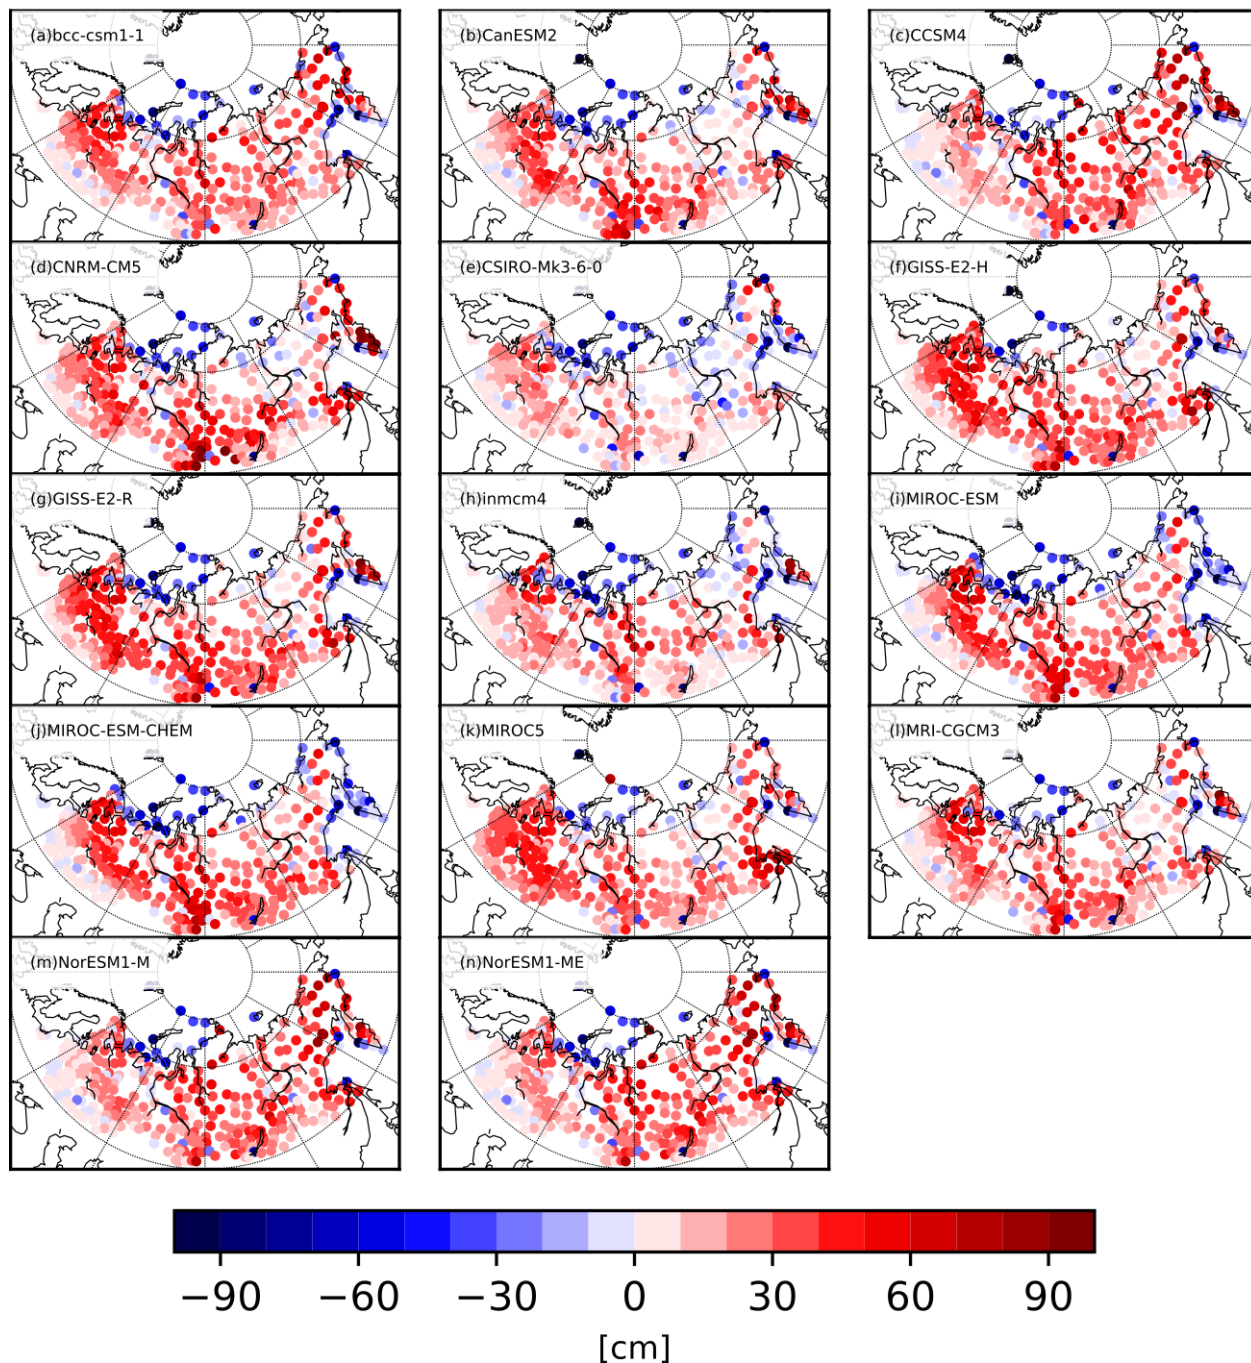 (a)bcc-csm1-1
(b)CanESM2
(c)CCSM4
(d)CNRM-CM5
(e)CSIRO-Mk3-6-0
(f)GISS-E2-H
(g)GISS-E2-R
(h)inmcm4
(i)MIROC-ESM
(j)MIROC-ESM-CHEM
(k)MIROC5
(l)MRI-CGCM3
(m)NorESM1-M
(n)NorESM1-ME
−90 −60 −30 0 30 60 90
[cm]